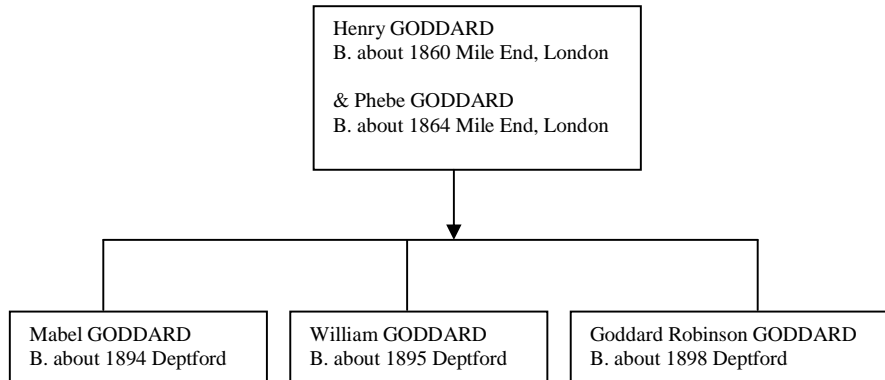 Henry GODDARD
B. about 1860 Mile End, London
& Phebe GODDARD
B. about 1864 Mile End, London
Mabel GODDARD
B. about 1894 Deptford
William GODDARD
B. about 1895 Deptford
Goddard Robinson GODDARD
B. about 1898 Deptford